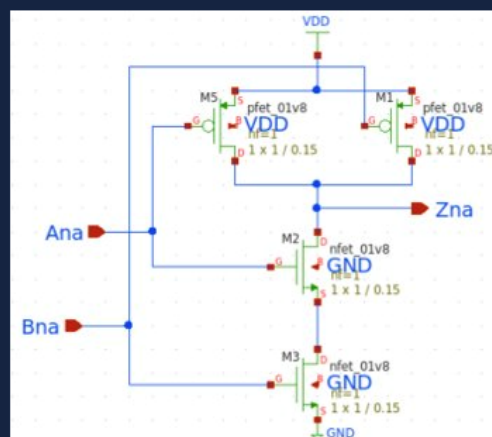 VDD
M5
S
pfet_01v8
G
B
VDD
nf=1
D
1 x 1 / 0.15
M1
S
pfet_01v8
G
B
VDD
nf=1
D
1 x 1 / 0.15
Zna
Ana
M2
D
nfet_01v8
G
B
GND
nf=1
S
1 x 1 / 0.15
Bna
M3
D
nfet_01v8
G
B
GND
nf=1
S
1 x 1 / 0.15
GND